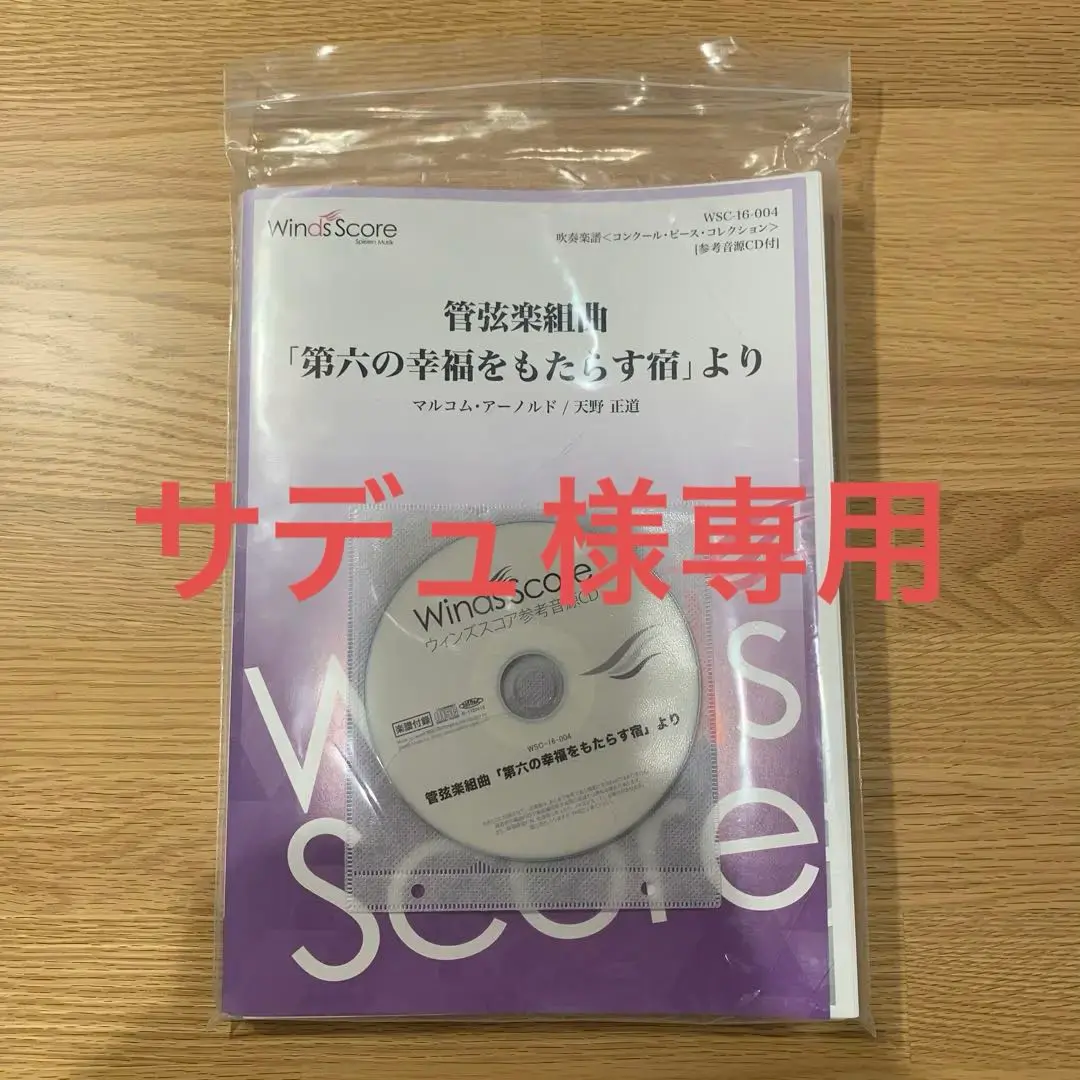 Winds Score
Spielen Musik
WSC-16-004
吹奏楽譜<コンクール・ピース・コレクション>
[参考音源CD付]
管弦楽組曲
「第六の幸福をもたらす宿」より
マルコム・アーノルド / 天野 正道
サデュ様専用
Winds Score
ウィンズスコア参考音源CD
楽譜付録
WSC-16-004
管弦楽組曲「第六の幸福をもたらす宿」より
Score